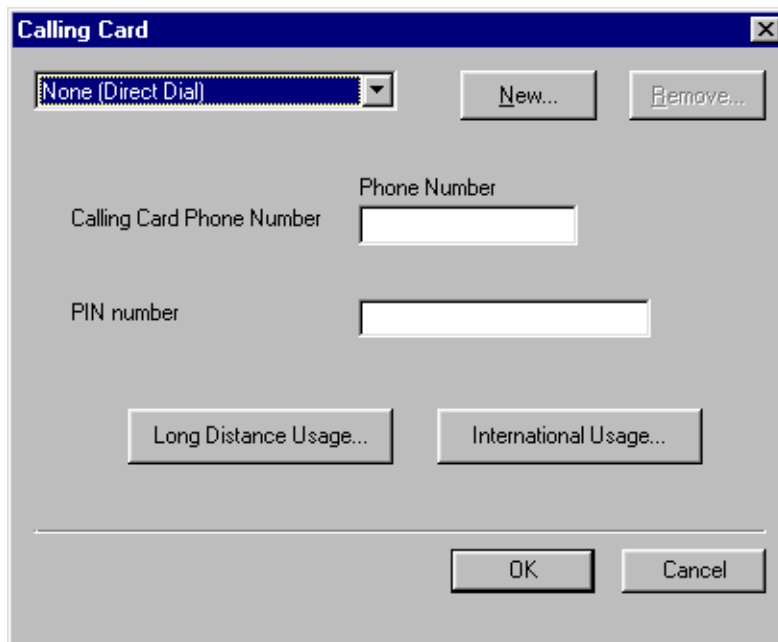 Calling Card
None (Direct Dial)
New...
Remove...
Phone Number
Calling Card Phone Number
PIN number
Long Distance Usage...
International Usage...
OK
Cancel